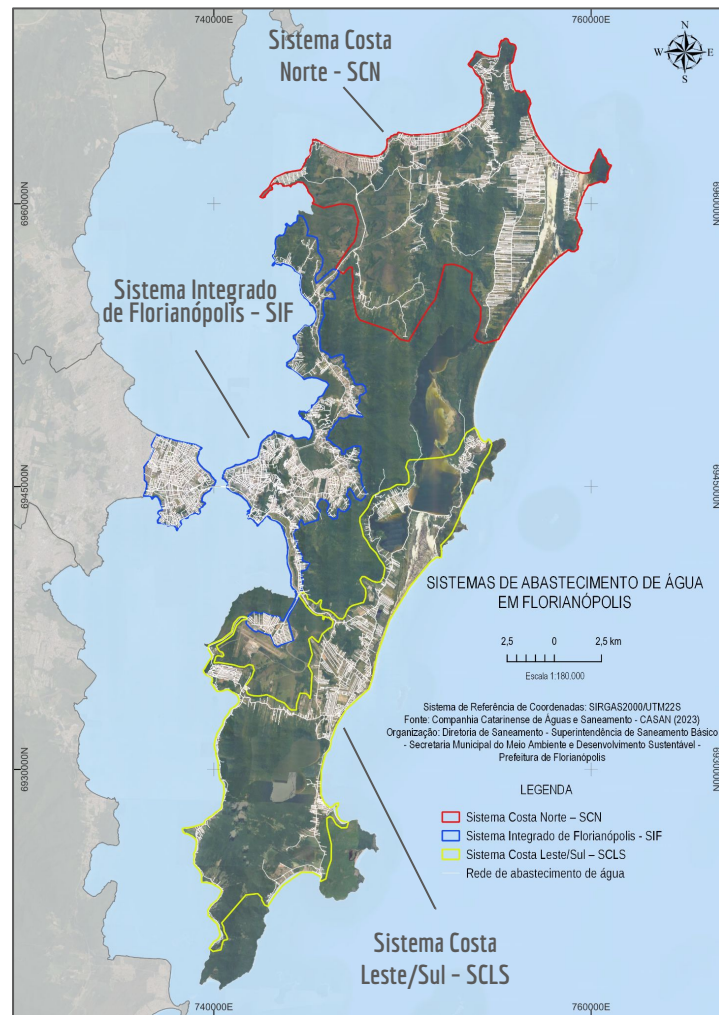 740000E
760000E
Sistema Costa
Norte - SCN
N
W
E
S
6960000N
6960000N
Sistema Integrado
de Florianópolis - SIF
6945000N
6945000N
SISTEMAS DE ABASTECIMENTO DE ÁGUA
EM FLORIANÓPOLIS
2,5
0
2,5 km
Escala 1:180.000
Sistema de Referência de Coordenadas: SIRGAS2000/UTM22S
Fonte: Companhia Catarinense de Águas e Saneamento - CASAN (2023)
Organização: Diretoria de Saneamento - Superintendência de Saneamento Básico
- Secretaria Municipal do Meio Ambiente e Desenvolvimento Sustentável -
Prefeitura de Florianópolis
6930000N
6930000N
LEGENDA
Sistema Costa Norte – SCN
Sistema Integrado de Florianópolis - SIF
Sistema Costa Leste/Sul – SCLS
Rede de abastecimento de água
Sistema Costa
Leste/Sul - SCLS
740000E
760000E